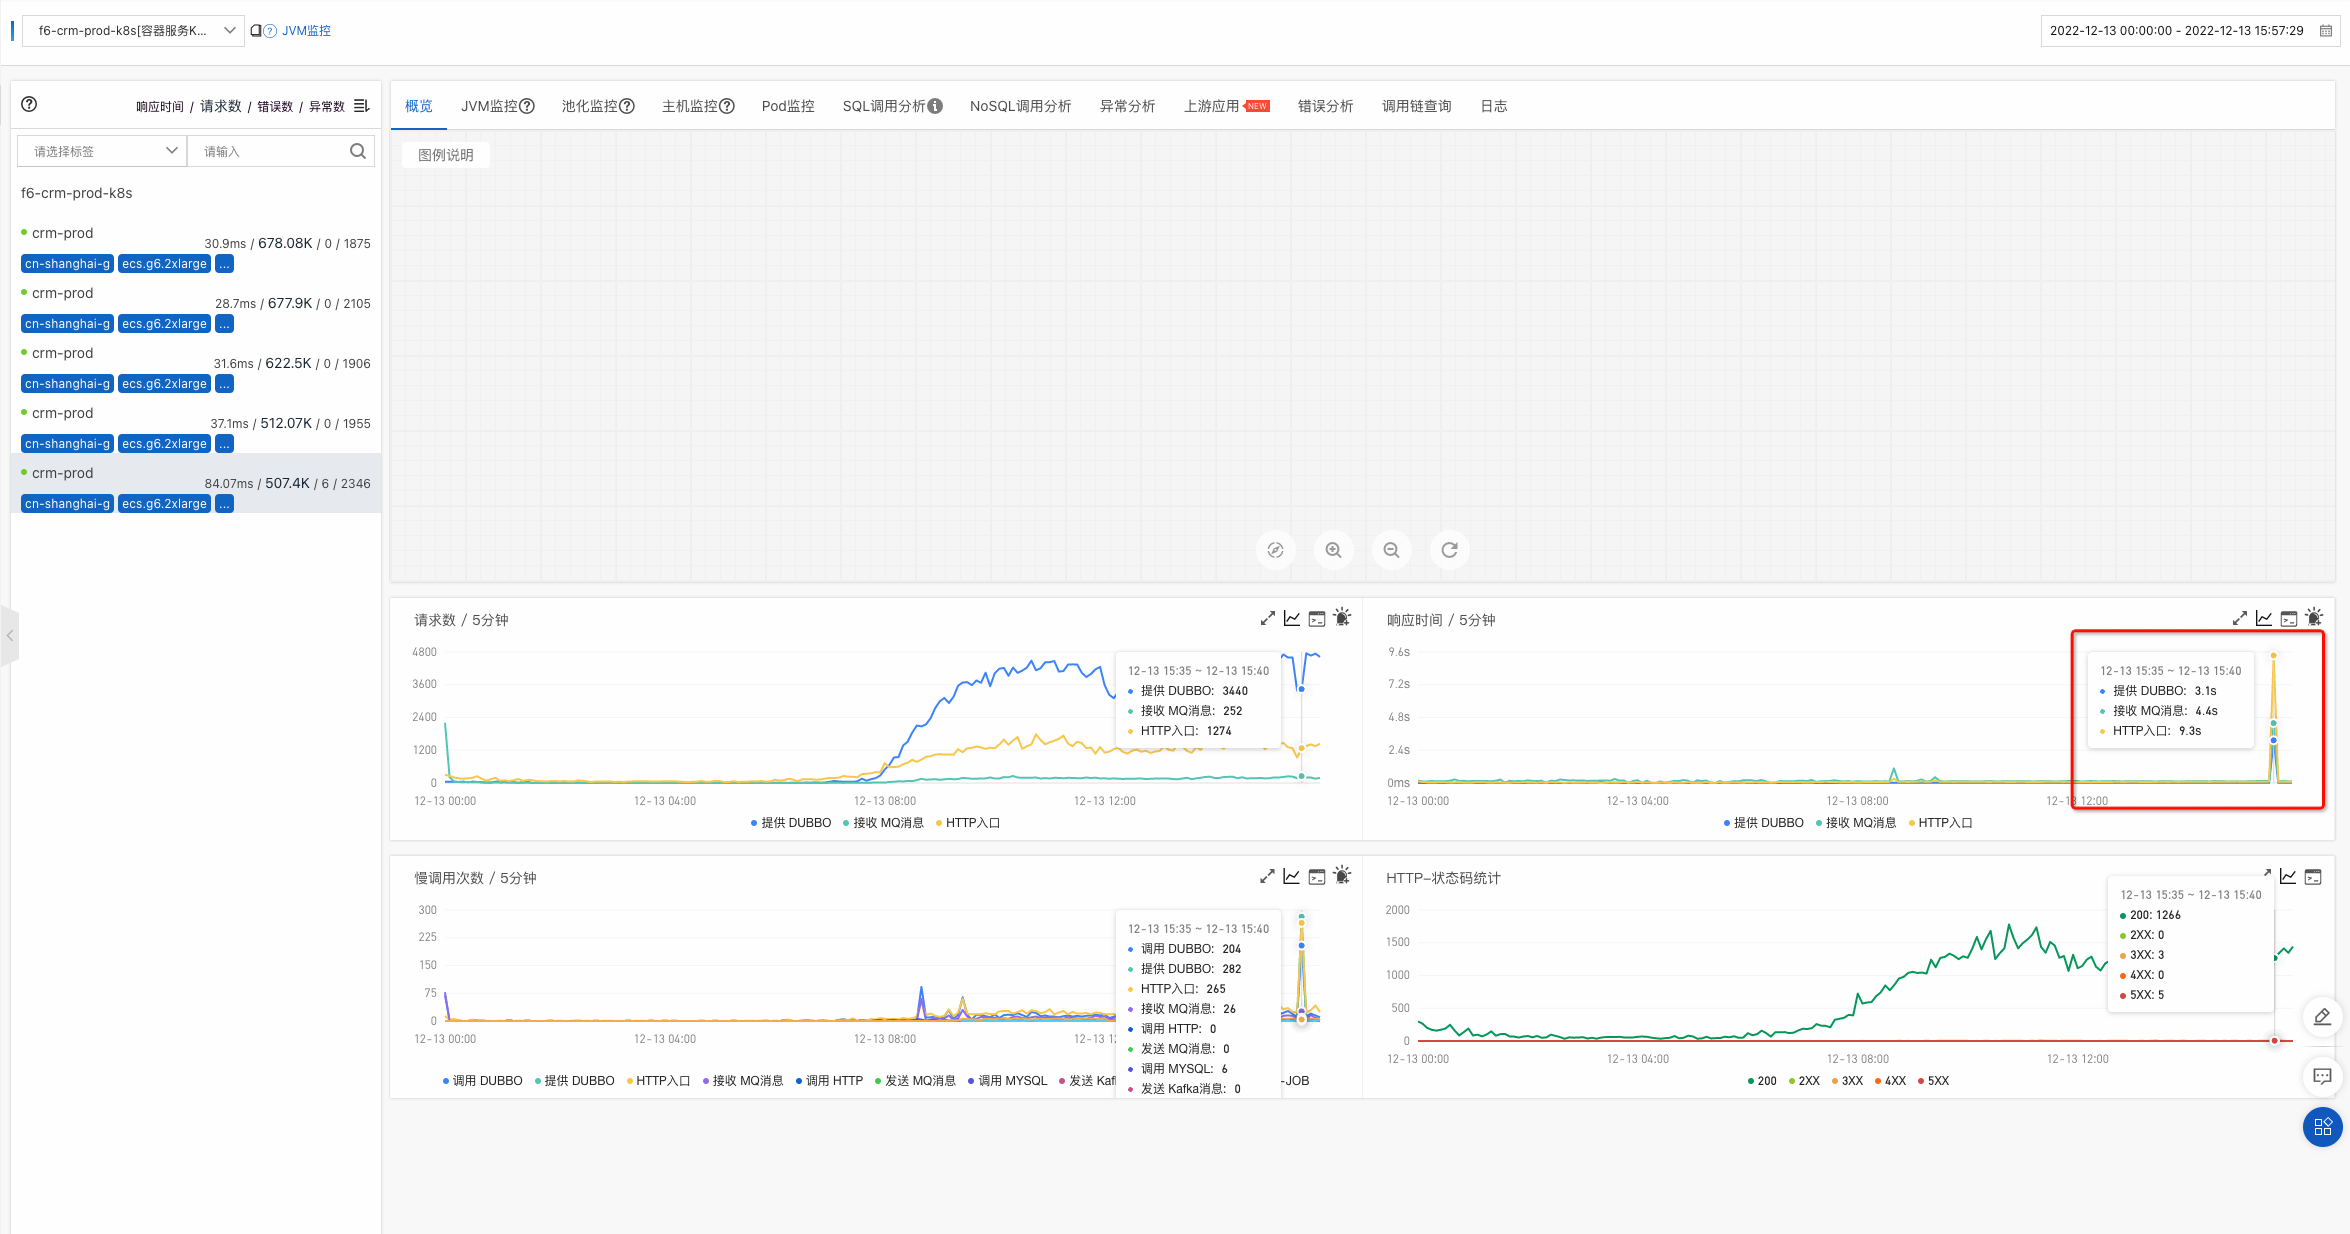 f6-crm-prod-k8s[容器服务K...
JVM监控
2022-12-13 00:00:00 - 2022-12-13 15:57:29
响应时间 / 请求数 / 错误数 / 异常数
请选择标签
请输入
f6-crm-prod-k8s
crm-prod
30.9ms / 678.08K / 0 / 1875
cn-shanghai-g ecs.g6.2xlarge ...
crm-prod
28.7ms / 677.9K / 0 / 2105
cn-shanghai-g ecs.g6.2xlarge ...
crm-prod
31.6ms / 622.5K / 0 / 1906
cn-shanghai-g ecs.g6.2xlarge ...
crm-prod
37.1ms / 512.07K / 0 / 1955
cn-shanghai-g ecs.g6.2xlarge ...
crm-prod
84.07ms / 507.4K / 6 / 2346
cn-shanghai-g ecs.g6.2xlarge ...
概览 JVM监控 池化监控 主机监控 Pod监控 SQL调用分析 NoSQL调用分析 异常分析 上游应用 NEW 错误分析 调用链查询 日志
图例说明
请求数 / 5分钟
4800
3600
2400
1200
0
12-13 00:00 12-13 04:00 12-13 08:00 12-13 12:00
12-13 15:35 ~ 12-13 15:40
提供 DUBBO: 3440
接收 MQ消息: 252
HTTP入口: 1274
提供 DUBBO 接收 MQ消息 HTTP入口
响应时间 / 5分钟
9.6s
7.2s
4.8s
2.4s
0ms
12-13 00:00 12-13 04:00 12-13 08:00 12-13 12:00
12-13 15:35 ~ 12-13 15:40
提供 DUBBO: 3.1s
接收 MQ消息: 4.4s
HTTP入口: 9.3s
提供 DUBBO 接收 MQ消息 HTTP入口
慢调用次数 / 5分钟
300
225
150
75
0
12-13 00:00 12-13 04:00 12-13 08:00 12-13 1
12-13 15:35 ~ 12-13 15:40
调用 DUBBO: 204
提供 DUBBO: 282
HTTP入口: 265
接收 MQ消息: 26
调用 HTTP: 0
发送 MQ消息: 0
调用 MYSQL: 6
发送 Kafka消息: 0
调用 DUBBO 提供 DUBBO HTTP入口 接收 MQ消息 调用 HTTP 发送 MQ消息 调用 MYSQL 发送 Kaf -JOB
HTTP-状态码统计
2000
1500
1000
500
0
12-13 00:00 12-13 04:00 12-13 08:00 12-13 12:00
12-13 15:35 ~ 12-13 15:40
200: 1266
2XX: 0
3XX: 3
4XX: 0
5XX: 5
200 2XX 3XX 4XX 5XX